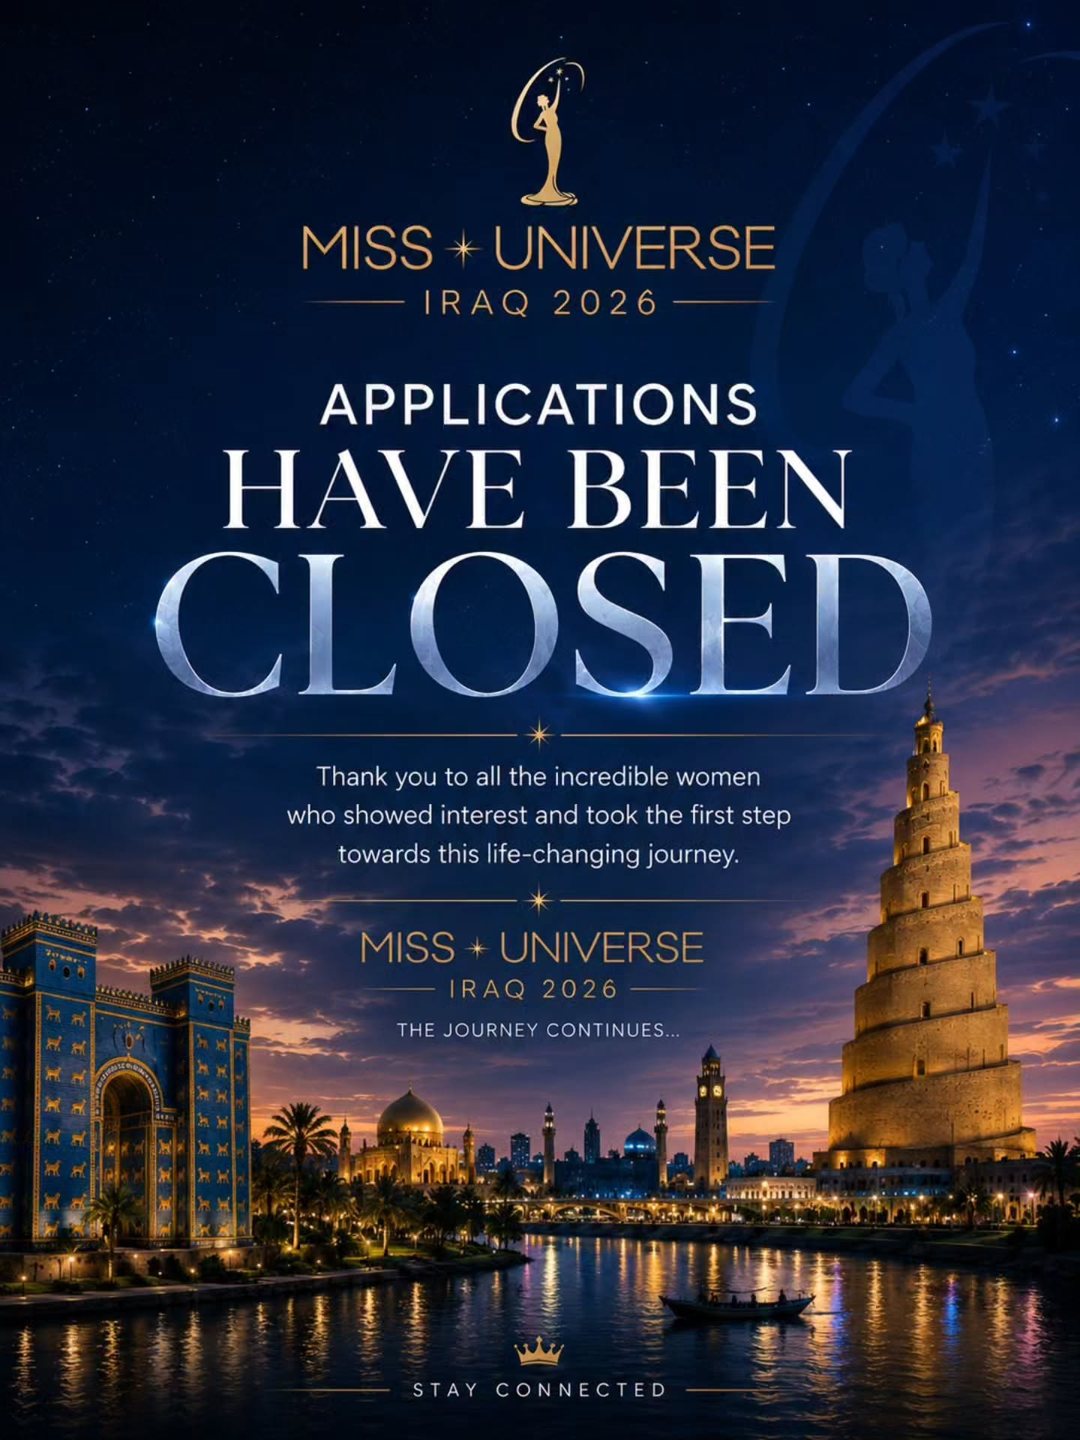 MISS UNIVERSE
IRAQ 2026
APPLICATIONS
HAVE BEEN
CLOSED
Thank you to all the incredible women
who showed interest and took the first step
towards this life-changing journey.
MISS UNIVERSE
IRAQ 2026
THE JOURNEY CONTINUES...
STAY CONNECTED